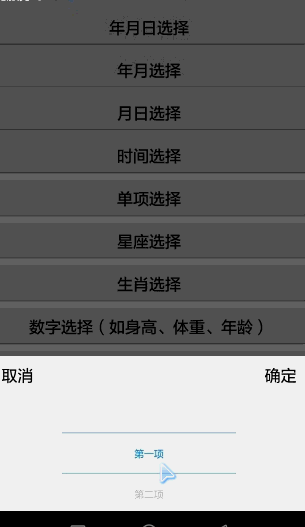 年月日选择
年月选择
月日选择
时间选择
单项选择
星座选择
生肖选择
数字选择（如身高、体重、年龄）
取消 确定
第一项
第二项